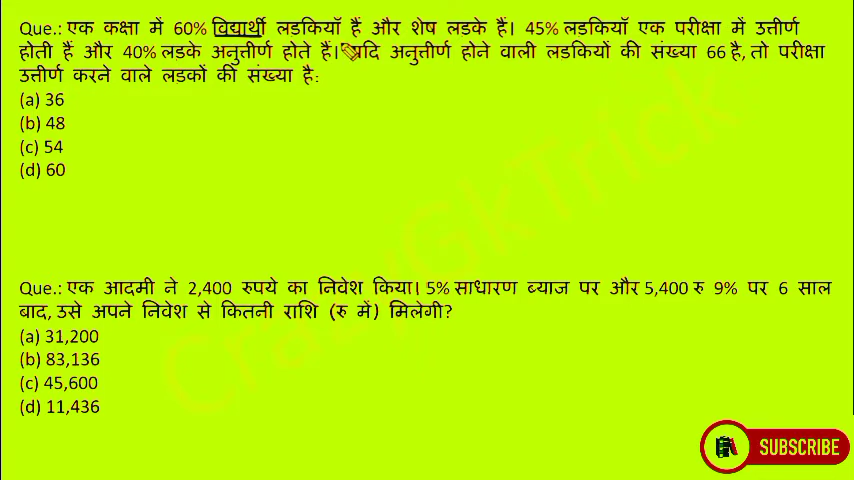 Que.: एक कक्षा में 60% विद्यार्थी लडकियाँ हैं और शेष लडके हैं। 45% लडकियाँ एक परीक्षा में उत्तीर्ण
होती हैं और 40% लडके अनुत्तीर्ण होते हैं। यदि अनुत्तीर्ण होने वाली लडकियों की संख्या 66 है, तो परीक्षा
उत्तीर्ण करने वाले लडकों की संख्या है:
(a) 36
(b) 48
(c) 54
(d) 60
Que.: एक आदमी ने 2,400 रुपये का निवेश किया। 5% साधारण ब्याज पर और 5,400 रु 9% पर 6 साल
बाद, उसे अपने निवेश से कितनी राशि (रु में) मिलेगी?
(a) 31,200
(b) 83,136
(c) 45,600
(d) 11,436
CrazyGkTrick
SUBSCRIBE